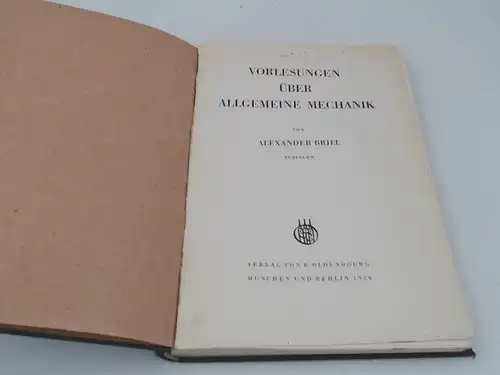 VORLESUNGEN
ÜBER
ALLGEMEINE MECHANIK
VON
ALEXANDER BRILL
TÜBINGEN
VERLAG VON R. OLDENBOURG
MÜNCHEN UND BERLIN 1928